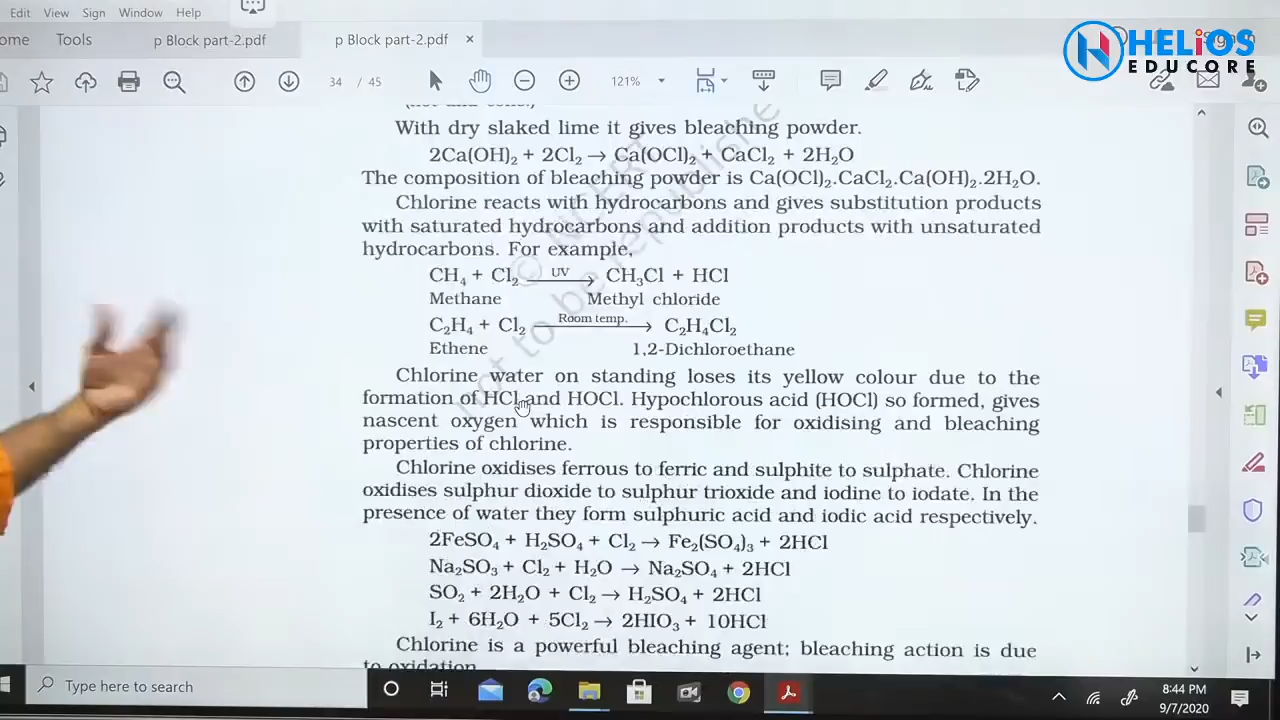 Edit View Sign Window Help
ome Tools p Block part-2.pdf p Block part-2.pdf ×
HELiOS
EDUCORE
34 / 45 121%
With dry slaked lime it gives bleaching powder.
2Ca(OH)₂ + 2Cl₂ → Ca(OCl)₂ + CaCl₂ + 2H₂O
The composition of bleaching powder is Ca(OCl)₂.CaCl₂.Ca(OH)₂.2H₂O.
Chlorine reacts with hydrocarbons and gives substitution products
with saturated hydrocarbons and addition products with unsaturated
hydrocarbons. For example,
CH₄ + Cl₂ UV → CH₃Cl + HCl
Methane Methyl chloride
C₂H₄ + Cl₂ Room temp. → C₂H₄Cl₂
Ethene 1,2-Dichloroethane
Chlorine water on standing loses its yellow colour due to the
formation of HCl and HOCl. Hypochlorous acid (HOCl) so formed, gives
nascent oxygen which is responsible for oxidising and bleaching
properties of chlorine.
Chlorine oxidises ferrous to ferric and sulphite to sulphate. Chlorine
oxidises sulphur dioxide to sulphur trioxide and iodine to iodate. In the
presence of water they form sulphuric acid and iodic acid respectively.
2FeSO₄ + H₂SO₄ + Cl₂ → Fe₂(SO₄)₃ + 2HCl
Na₂SO₃ + Cl₂ + H₂O → Na₂SO₄ + 2HCl
SO₂ + 2H₂O + Cl₂ → H₂SO₄ + 2HCl
I₂ + 6H₂O + 5Cl₂ → 2HIO₃ + 10HCl
Chlorine is a powerful bleaching agent; bleaching action is due
to oxidation
© NCERT
not to be republishe
Type here to search
8:44 PM
9/7/2020